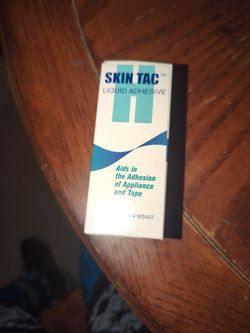 SKIN TAC™
H
LIQUID ADHESIVE
Aids in
the Adhesion
of Appliance
and Tape
# MS407